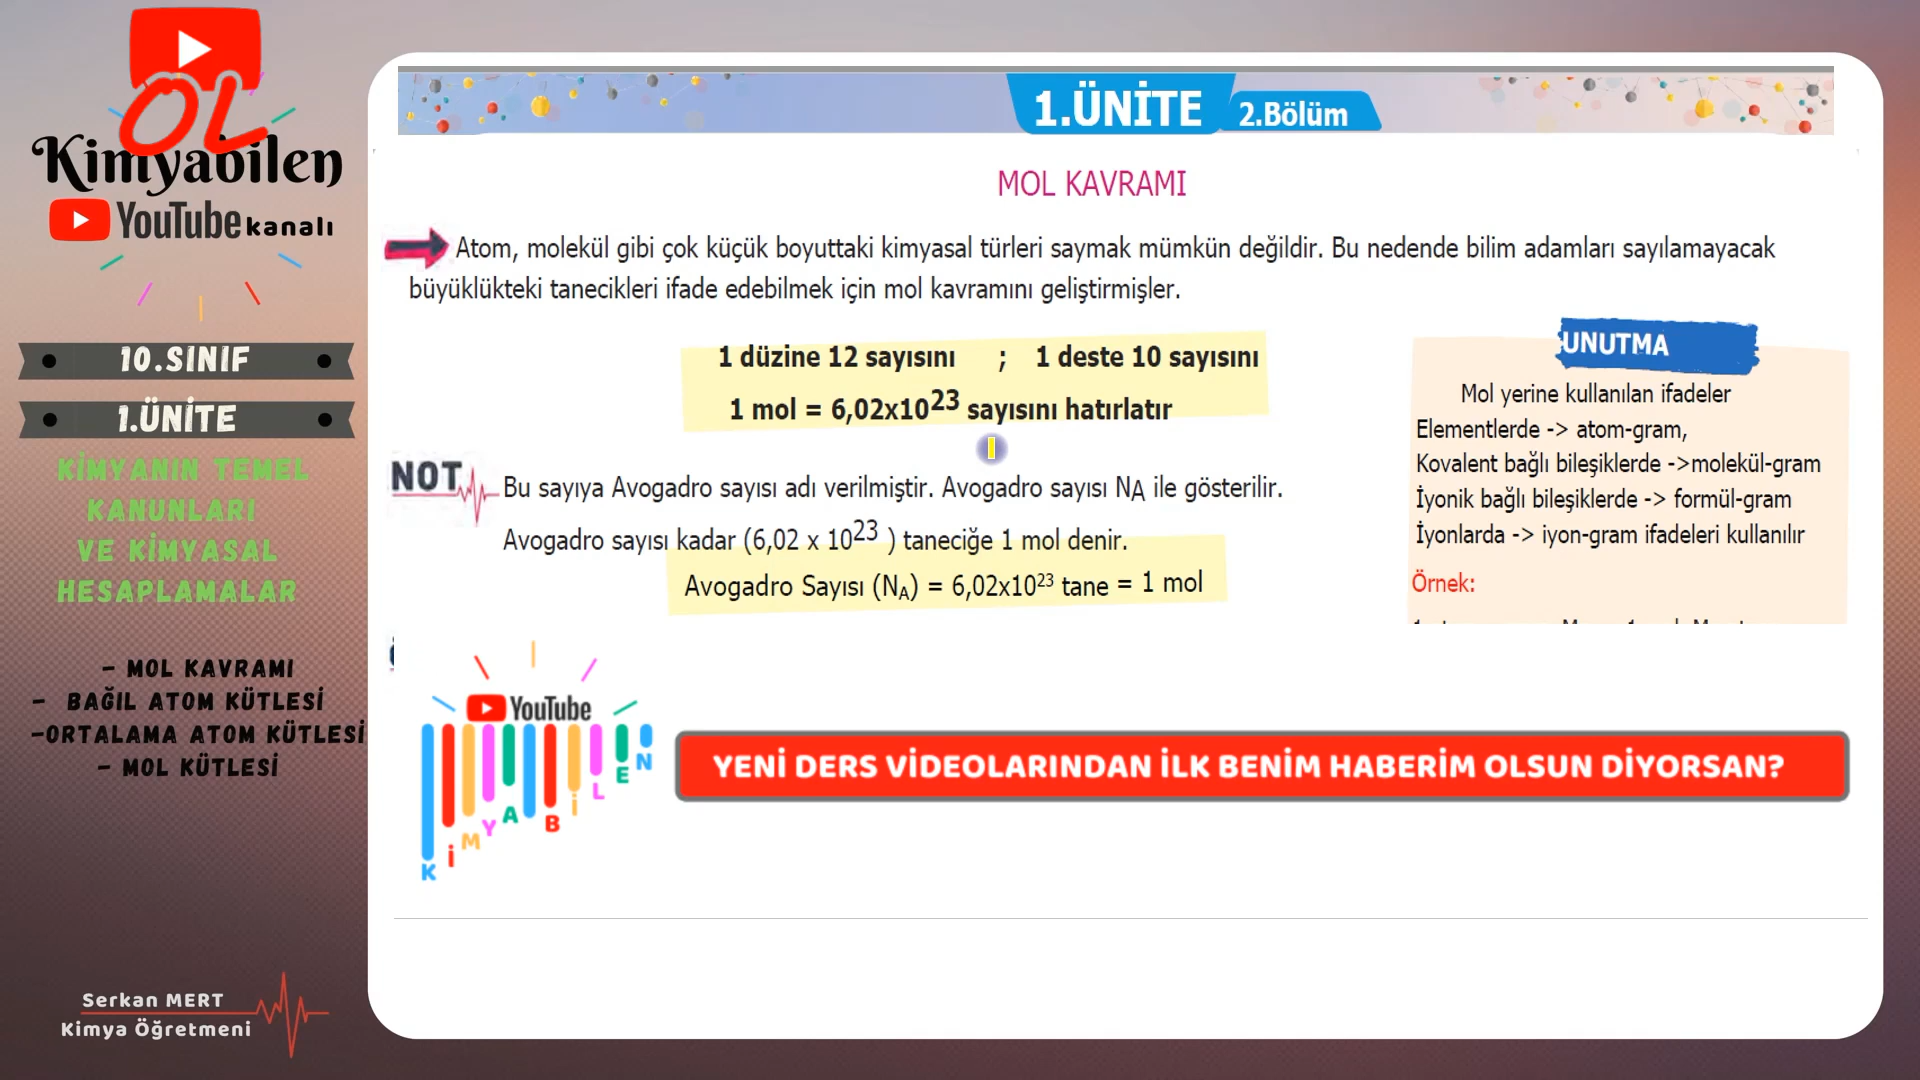 OL
Kimyabilen
YouTube kanalı
10.SINIF
1.ÜNİTE
KİMYANIN TEMEL
KANUNLARI
VE KİMYASAL
HESAPLAMALAR
- MOL KAVRAMI
- BAĞIL ATOM KÜTLESİ
-ORTALAMA ATOM KÜTLESİ
- MOL KÜTLESİ
Serkan MERT
Kimya Öğretmeni
1.ÜNİTE 2.Bölüm
MOL KAVRAMI
Atom, molekül gibi çok küçük boyuttaki kimyasal türleri saymak mümkün değildir. Bu nedende bilim adamları sayılamayacak
büyüklükteki tanecikleri ifade edebilmek için mol kavramını geliştirmişler.
1 düzine 12 sayısını ; 1 deste 10 sayısını
1 mol = 6,02x10²³ sayısını hatırlatır
NOT
Bu sayıya Avogadro sayısı adı verilmiştir. Avogadro sayısı NA ile gösterilir.
Avogadro sayısı kadar (6,02 x 10²³ ) taneciğe 1 mol denir.
Avogadro Sayısı (NA) = 6,02x10²³ tane = 1 mol
UNUTMA
Mol yerine kullanılan ifadeler
Elementlerde -> atom-gram,
Kovalent bağlı bileşiklerde ->molekül-gram
İyonik bağlı bileşiklerde -> formül-gram
İyonlarda -> iyon-gram ifadeleri kullanılır
Örnek:
YouTube
KİMYABİLEN
YENİ DERS VİDEOLARINDAN İLK BENİM HABERİM OLSUN DİYORSAN?